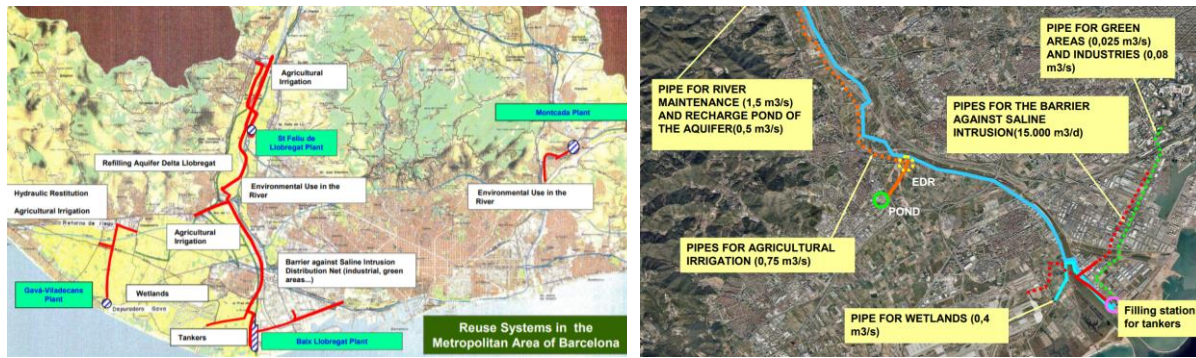 Agricultural
Irrigation
Montcada Plant
St Feliu de
Llobregat Plant
Refilling Aquifer Delta Llobregat
Hydraulic Restitution
Agricultural Irrigation
Environmental Use in the
River
Environmental Use in the
River
Agricultural
Irrigation
Barrier against Saline Intrusion
Distribution Net (industrial, green
areas...)
Gavà-Viladecans
Plant
Wetlands
Depuradora Gavà
Tankers
Baix Llobregat Plant
Reuse Systems in the
Metropolitan Area of Barcelona
PIPE FOR GREEN
AREAS (0,025 m3/s)
AND INDUSTRIES (0,08
m3/s)
PIPE FOR RIVER
MAINTENANCE (1,5 m3/s)
AND RECHARGE POND OF
THE AQUIFER(0,5 m3/s)
PIPES FOR THE BARRIER
AGAINST SALINE
INTRUSION(15.000 m3/d)
EDR
POND
PIPES FOR AGRICULTURAL
IRRIGATION (0,75 m3/s)
PIPE FOR WETLANDS (0,4
m3/s)
Filling station
for tankers